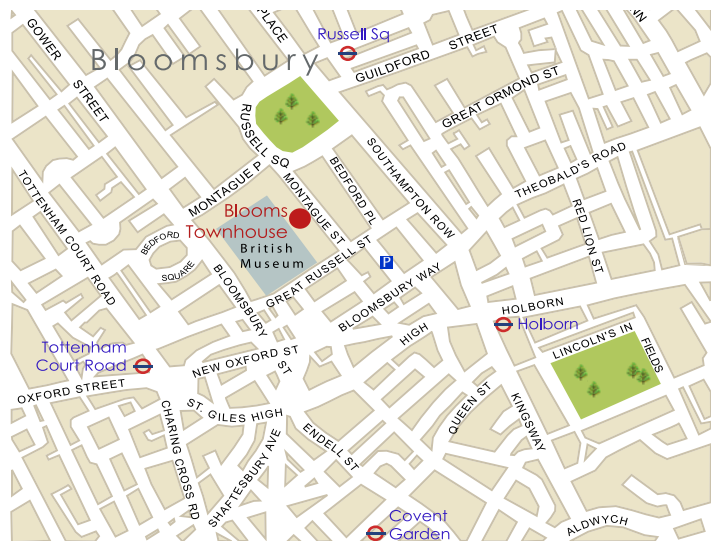 PLACE
Russell Sq
GOWER
STREET
Bloomsbury
GUILDFORD STREET
GREAT ORMOND ST
RUSSELL SQ
SOUTHAMPTON ROW
THEOBALD'S ROAD
MONTAGUE P
BEDFORD PL
MONTAGUE ST
TOTTENHAM COURT ROAD
Blooms
Townhouse
RED LION ST
BEDFORD
SQUARE
British
Museum
GREAT RUSSELL ST
P
BLOOMSBURY
ST
BLOOMSBURY WAY
HOLBORN
Holborn
HIGH
LINCOLN'S IN
FIELDS
Tottenham
Court Road
NEW OXFORD ST
OXFORD STREET
ST. GILES HIGH
QUEEN ST
KINGSWAY
CHARING CROSS RD
SHAFTESBURY AVE
ENDELL ST
Covent
Garden
ALDWYCH